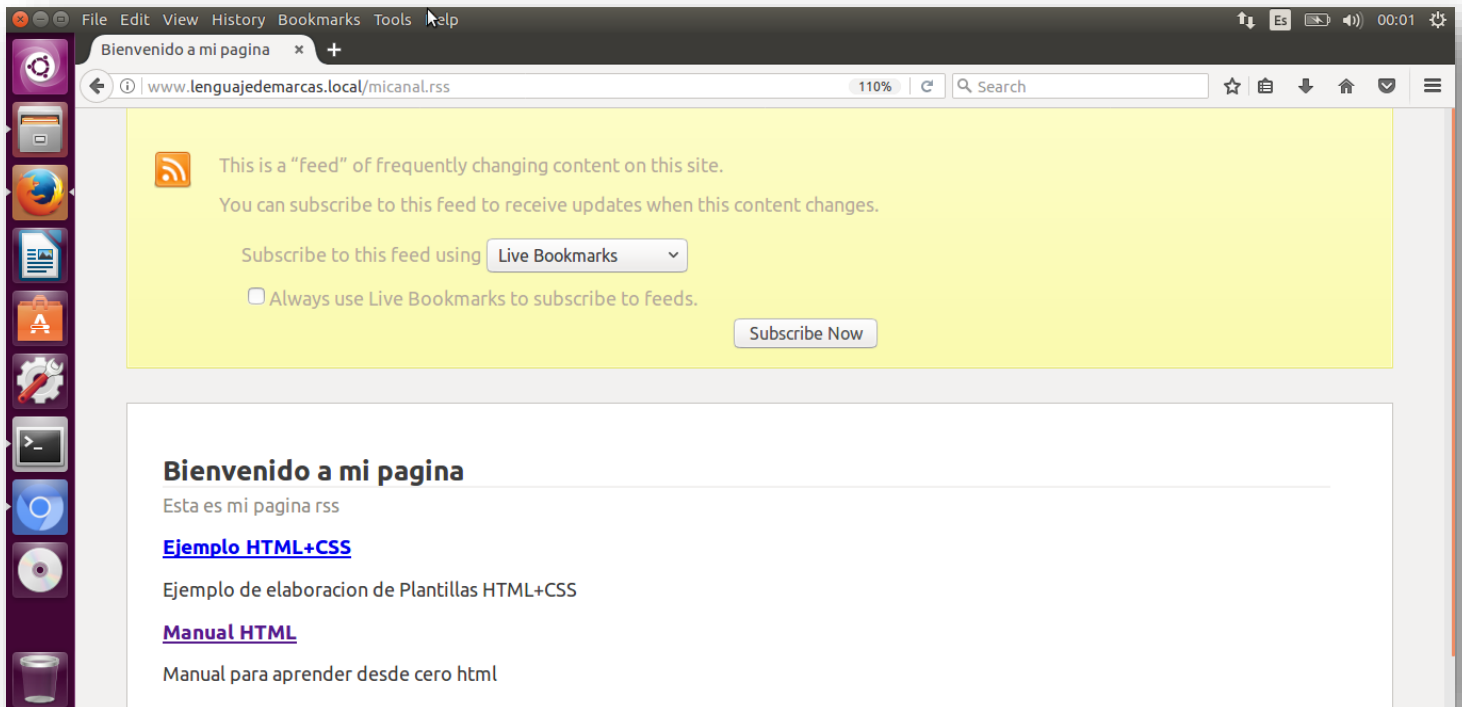 File Edit View History Bookmarks Tools Help
Es 00:01
Bienvenido a mi pagina × +
www.lenguajedemarcas.local/micanal.rss 110% Search
This is a “feed” of frequently changing content on this site.
You can subscribe to this feed to receive updates when this content changes.
Subscribe to this feed using Live Bookmarks
Always use Live Bookmarks to subscribe to feeds.
Subscribe Now
Bienvenido a mi pagina
Esta es mi pagina rss
Ejemplo HTML+CSS
Ejemplo de elaboracion de Plantillas HTML+CSS
Manual HTML
Manual para aprender desde cero html